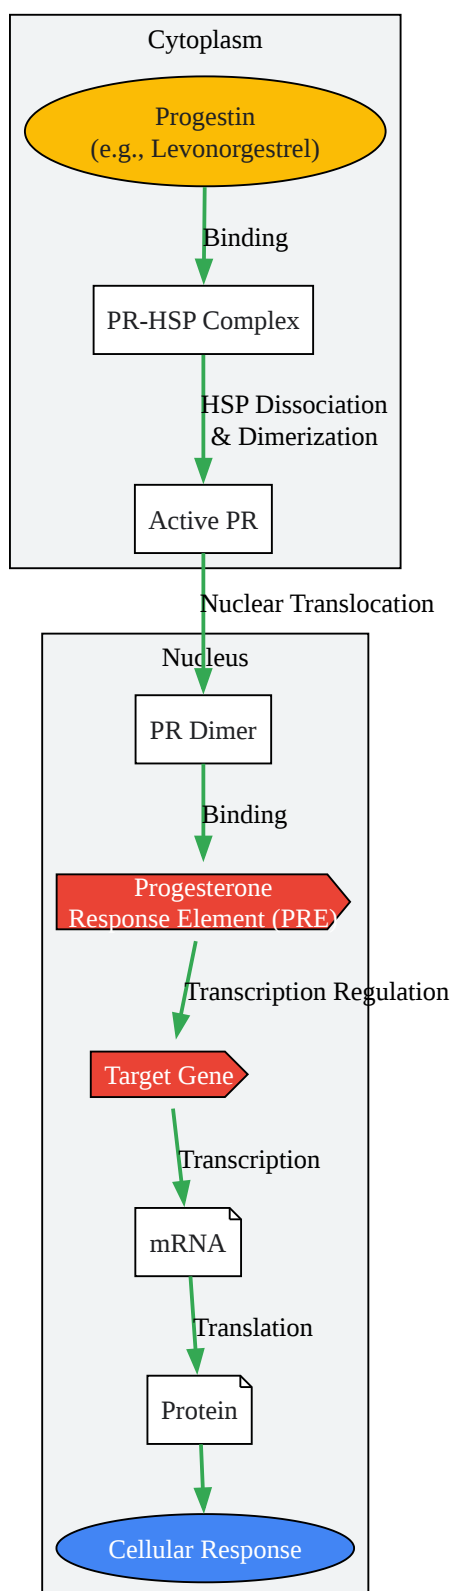 Cytoplasm
Progestin
(e.g., Levonorgestrel)
Binding
PR-HSP Complex
HSP Dissociation
& Dimerization
Active PR
Nuclear Translocation
Nucleus
PR Dimer
Binding
Progesterone
Response Element (PRE)
Transcription Regulation
Target Gene
Transcription
mRNA
Translation
Protein
Cellular Response